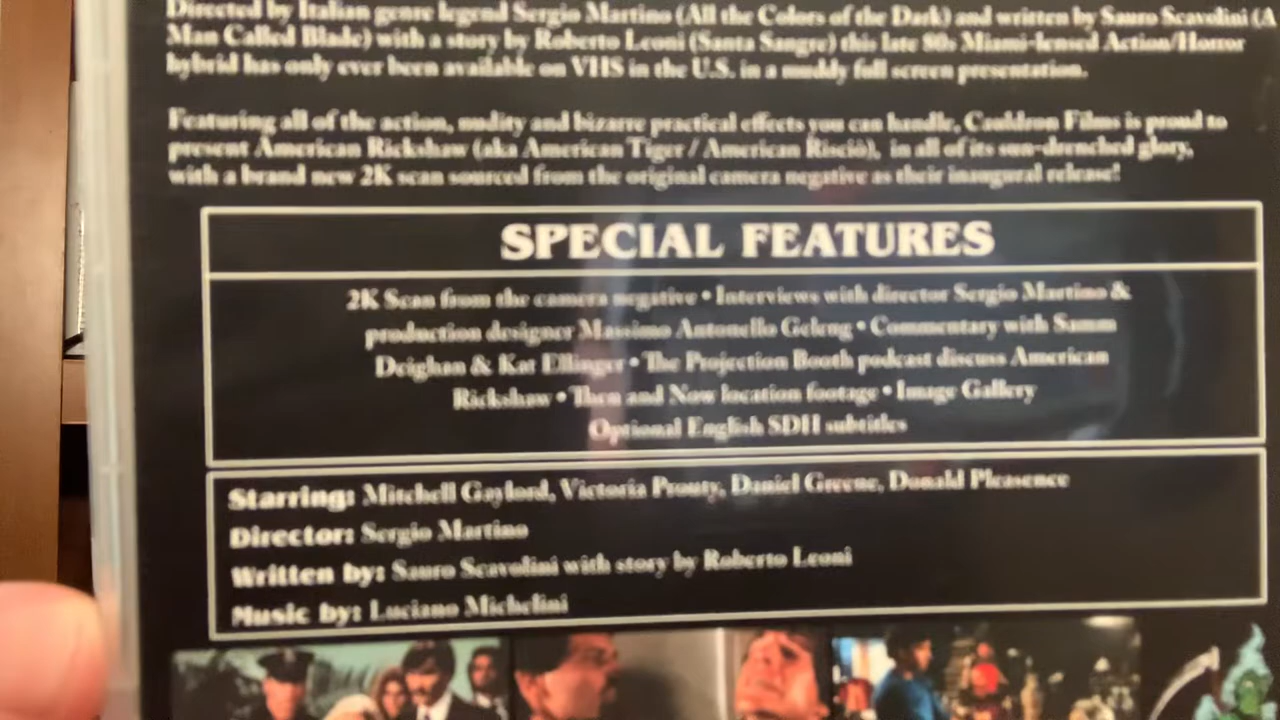 Directed by Italian genre legend Sergio Martino (All the Colors of the Dark) and written by Sauro Scavolini (A
Man Called Blade) with a story by Roberto Leoni (Santa Sangre) this late 80s Miami-lensed Action/Horror
hybrid has only ever been available on VHS in the U.S. in a muddy full screen presentation.
Featuring all of the action, nudity and bizarre practical effects you can handle, Cauldron Films is proud to
present American Rickshaw (aka American Tiger / American Risciò), in all of its sun-drenched glory,
with a brand new 2K scan sourced from the original camera negative as their inaugural release!
SPECIAL FEATURES
2K Scan from the camera negative • Interviews with director Sergio Martino &
production designer Massimo Antonello Geleng • Commentary with Samm
Deighan & Kat Ellinger • The Projection Booth podcast discuss American
Rickshaw • Then and Now location footage • Image Gallery
Optional English SDH subtitles
Starring: Mitchell Gaylord, Victoria Prouty, Daniel Greene, Donald Pleasence
Director: Sergio Martino
Written by: Sauro Scavolini with story by Roberto Leoni
Music by: Luciano Michelini